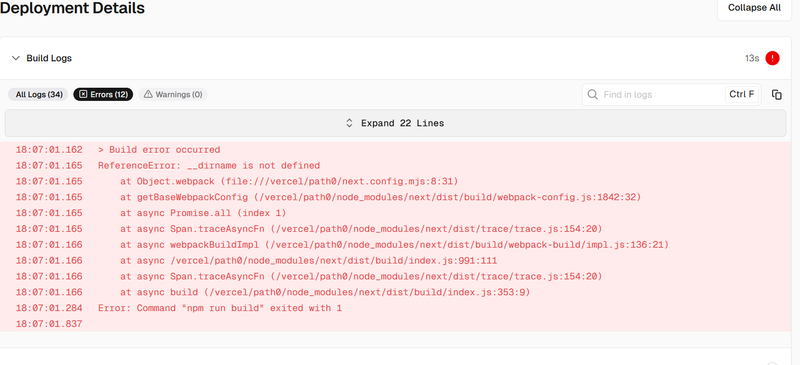 Deployment Details
Collapse All
Build Logs
13s
All Logs (34)
Errors (12)
Warnings (0)
Find in logs
Ctrl F
Expand 22 Lines
18:07:01.162 > Build error occurred
18:07:01.165 ReferenceError: __dirname is not defined
18:07:01.165 at Object.webpack (file:///vercel/path0/next.config.mjs:8:31)
18:07:01.165 at getBaseWebpackConfig (/vercel/path0/node_modules/next/dist/build/webpack-config.js:1842:32)
18:07:01.165 at async Promise.all (index 1)
18:07:01.165 at async Span.traceAsyncFn (/vercel/path0/node_modules/next/dist/trace/trace.js:154:20)
18:07:01.166 at async webpackBuildImpl (/vercel/path0/node_modules/next/dist/build/webpack-build/impl.js:136:21)
18:07:01.166 at async /vercel/path0/node_modules/next/dist/build/index.js:991:111
18:07:01.166 at async Span.traceAsyncFn (/vercel/path0/node_modules/next/dist/trace/trace.js:154:20)
18:07:01.166 at async build (/vercel/path0/node_modules/next/dist/build/index.js:353:9)
18:07:01.284 Error: Command "npm run build" exited with 1
18:07:01.837